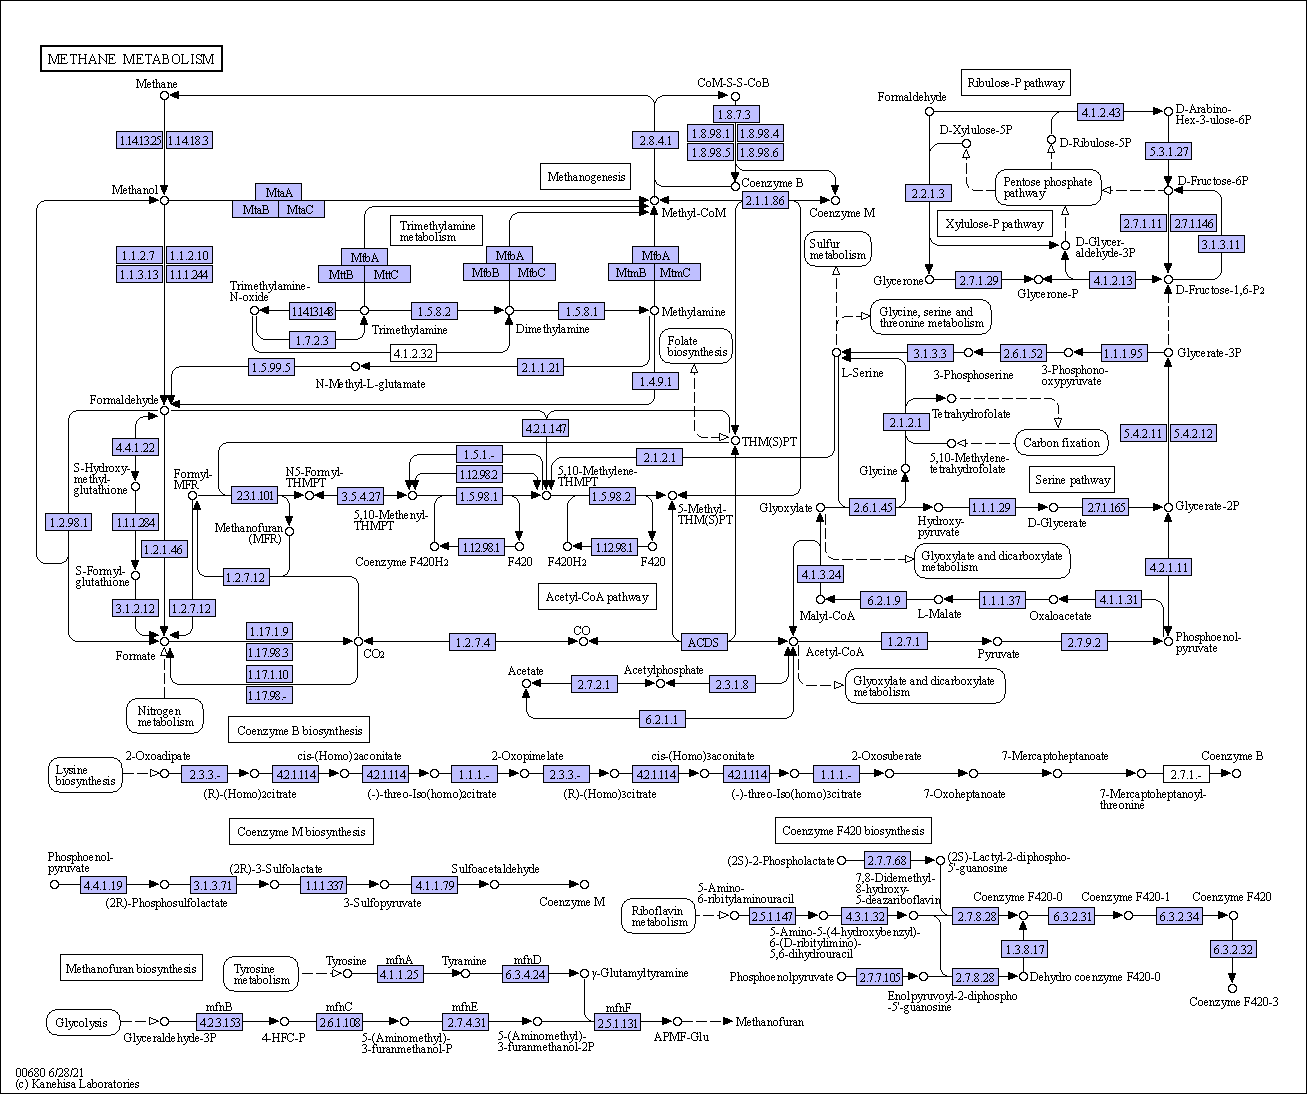 METHANE METABOLISM
Methane
CoM-S-S-CoB
Ribulose-P pathway
Formaldehyde
D-Arabino-
Hex-3-ulose-6P
1.8.7.3
4.1.2.43
1.14.13.25
1.14.18.3
2.8.4.1
1.8.98.1
1.8.98.4
D-Xylulose-5P
D-Ribulose-5P
1.8.98.5
1.8.98.6
5.3.1.27
Methanogenesis
Coenzyme B
Pentose phosphate
pathway
D-Fructose-6P
Methanol
MtaA
MtaB
MtaC
2.2.1.3
2.1.1.86
Methyl-CoM
Coenzyme M
Trimethylamine
metabolism
Xylulose-P pathway
2.7.1.11
2.7.1.146
3.1.3.11
Sulfur
metabolism
D-Glycer-
aldehyde-3P
1.1.2.7
1.1.2.10
1.1.3.13
1.1.1.244
MfbA
MttB
MttC
MfbA
MfbB
MfbC
MfbA
MtmB
MtmC
Glycerone
2.7.1.29
Glycerone-P
4.1.2.13
D-Fructose-1,6-P2
Trimethylamine-
N-oxide
1.14.13.148
1.5.8.2
1.5.8.1
Methylamine
Trimethylamine
Dimethylamine
Glycine, serine and
threonine metabolism
1.7.2.3
4.1.2.32
Folate
biosynthesis
3.1.3.3
2.6.1.52
1.1.1.95
Glycerate-3P
L-Serine
3-Phosphoserine
3-Phosphono-
oxypyruvate
1.5.99.5
2.1.1.21
N-Methyl-L-glutamate
1.4.9.1
Formaldehyde
Tetrahydrofolate
2.1.2.1
4.2.1.147
THM(S)PT
Carbon fixation
5.4.2.11
5.4.2.12
4.4.1.22
1.5.1.-
2.1.2.1
5,10-Methylene-
tetrahydrofolate
S-Hydroxy-
methyl-
glutathione
Formyl-
MFR
N5-Formyl-
THMPT
1.12.98.2
5,10-Methylene-
THMPT
Glycine
Serine pathway
2.3.1.101
3.5.4.27
1.5.98.1
1.5.98.2
5,10-Methenyl-
THMPT
5-Methyl-
THM(S)PT
Glyoxylate
2.6.1.45
Hydroxy-
pyruvate
1.1.1.29
D-Glycerate
2.7.1.165
Glycerate-2P
1.2.98.1
1.1.1.284
Methanofuran
(MFR)
1.2.1.46
1.12.98.1
1.12.98.1
Coenzyme F420H2
F420
F420H2
F420
Glyoxylate and dicarboxylate
metabolism
S-Formyl-
glutathione
1.2.7.12
4.1.3.24
4.2.1.11
3.1.2.12
1.2.7.12
Acetyl-CoA pathway
Malyl-CoA
6.2.1.9
L-Malate
1.1.1.37
Oxaloacetate
4.1.1.31
1.17.1.9
Formate
1.17.98.3
CO2
1.2.7.4
CO
ACDS
Acetyl-CoA
1.2.7.1
Pyruvate
2.7.9.2
Phosphoenol-
pyruvate
1.17.1.10
1.17.98.-
Acetate
2.7.2.1
Acetylphosphate
2.3.1.8
Glyoxylate and dicarboxylate
metabolism
Nitrogen
metabolism
6.2.1.1
Coenzyme B biosynthesis
Lysine
biosynthesis
2-Oxoadipate
cis-(Homo)2aconitate
2-Oxopimelate
cis-(Homo)3aconitate
2-Oxosuberate
7-Mercaptoheptanoate
Coenzyme B
2.3.3.-
4.2.1.114
4.2.1.114
1.1.1.-
2.3.3.-
4.2.1.114
4.2.1.114
1.1.1.-
2.7.1.-
(R)-(Homo)2citrate
(-)-threo-Iso(homo)2citrate
(R)-(Homo)3citrate
(-)-threo-Iso(homo)3citrate
7-Oxoheptanoate
7-Mercaptoheptanoyl-
threonine
Coenzyme M biosynthesis
Phosphoenol-
pyruvate
(2R)-3-Sulfolactate
Sulfoacetaldehyde
4.4.1.19
3.1.3.71
1.1.1.337
4.1.1.79
(2R)-Phosphosulfolactate
3-Sulfopyruvate
Coenzyme M
Coenzyme F420 biosynthesis
(2S)-2-Phospholactate
2.7.7.68
(2S)-Lactyl-2-diphospho-
5'-guanosine
5-Amino-
6-ribitylaminouracil
7,8-Didemethyl-
8-hydroxy-
5-deazariboflavin
Coenzyme F420-0
Coenzyme F420-1
Coenzyme F420
Riboflavin
metabolism
2.5.1.147
4.3.1.32
2.7.8.28
6.3.2.31
6.3.2.34
5-Amino-5-(4-hydroxybenzyl)-
6-(D-ribitylimino)-
5,6-dihydrouracil
1.3.8.17
6.3.2.32
Phosphoenolpyruvate
2.7.7.105
2.7.8.28
Dehydro coenzyme F420-0
Enolpyruvoyl-2-diphospho
-5'-guanosine
Coenzyme F420-3
Methanofuran biosynthesis
Tyrosine
metabolism
Tyrosine
mfnA
4.1.1.25
Tyramine
mfnD
6.3.4.24
γ-Glutamyltyramine
Glycolysis
mfnB
4.2.3.153
mfnC
2.6.1.108
mfnE
2.7.4.31
mfnF
2.5.1.131
Methanofuran
Glyceraldehyde-3P
4-HFC-P
5-(Aminomethyl)-
3-furanmethanol-P
5-(Aminomethyl)-
3-furanmethanol-2P
APMF-Glu
00680 6/28/21
(c) Kanehisa Laboratories